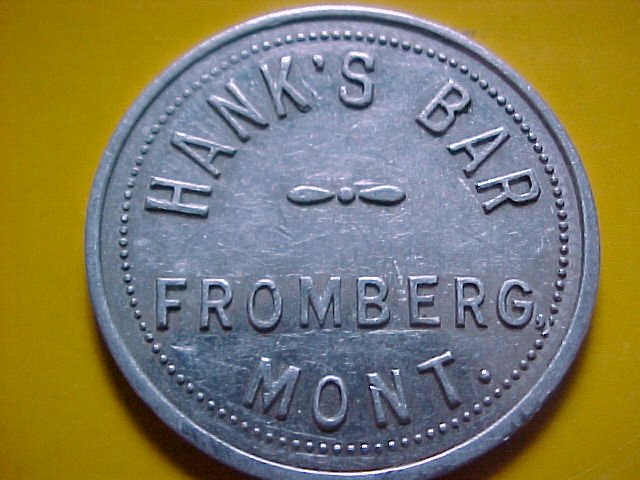 HANK'S BAR
FROMBERG,
MONT.